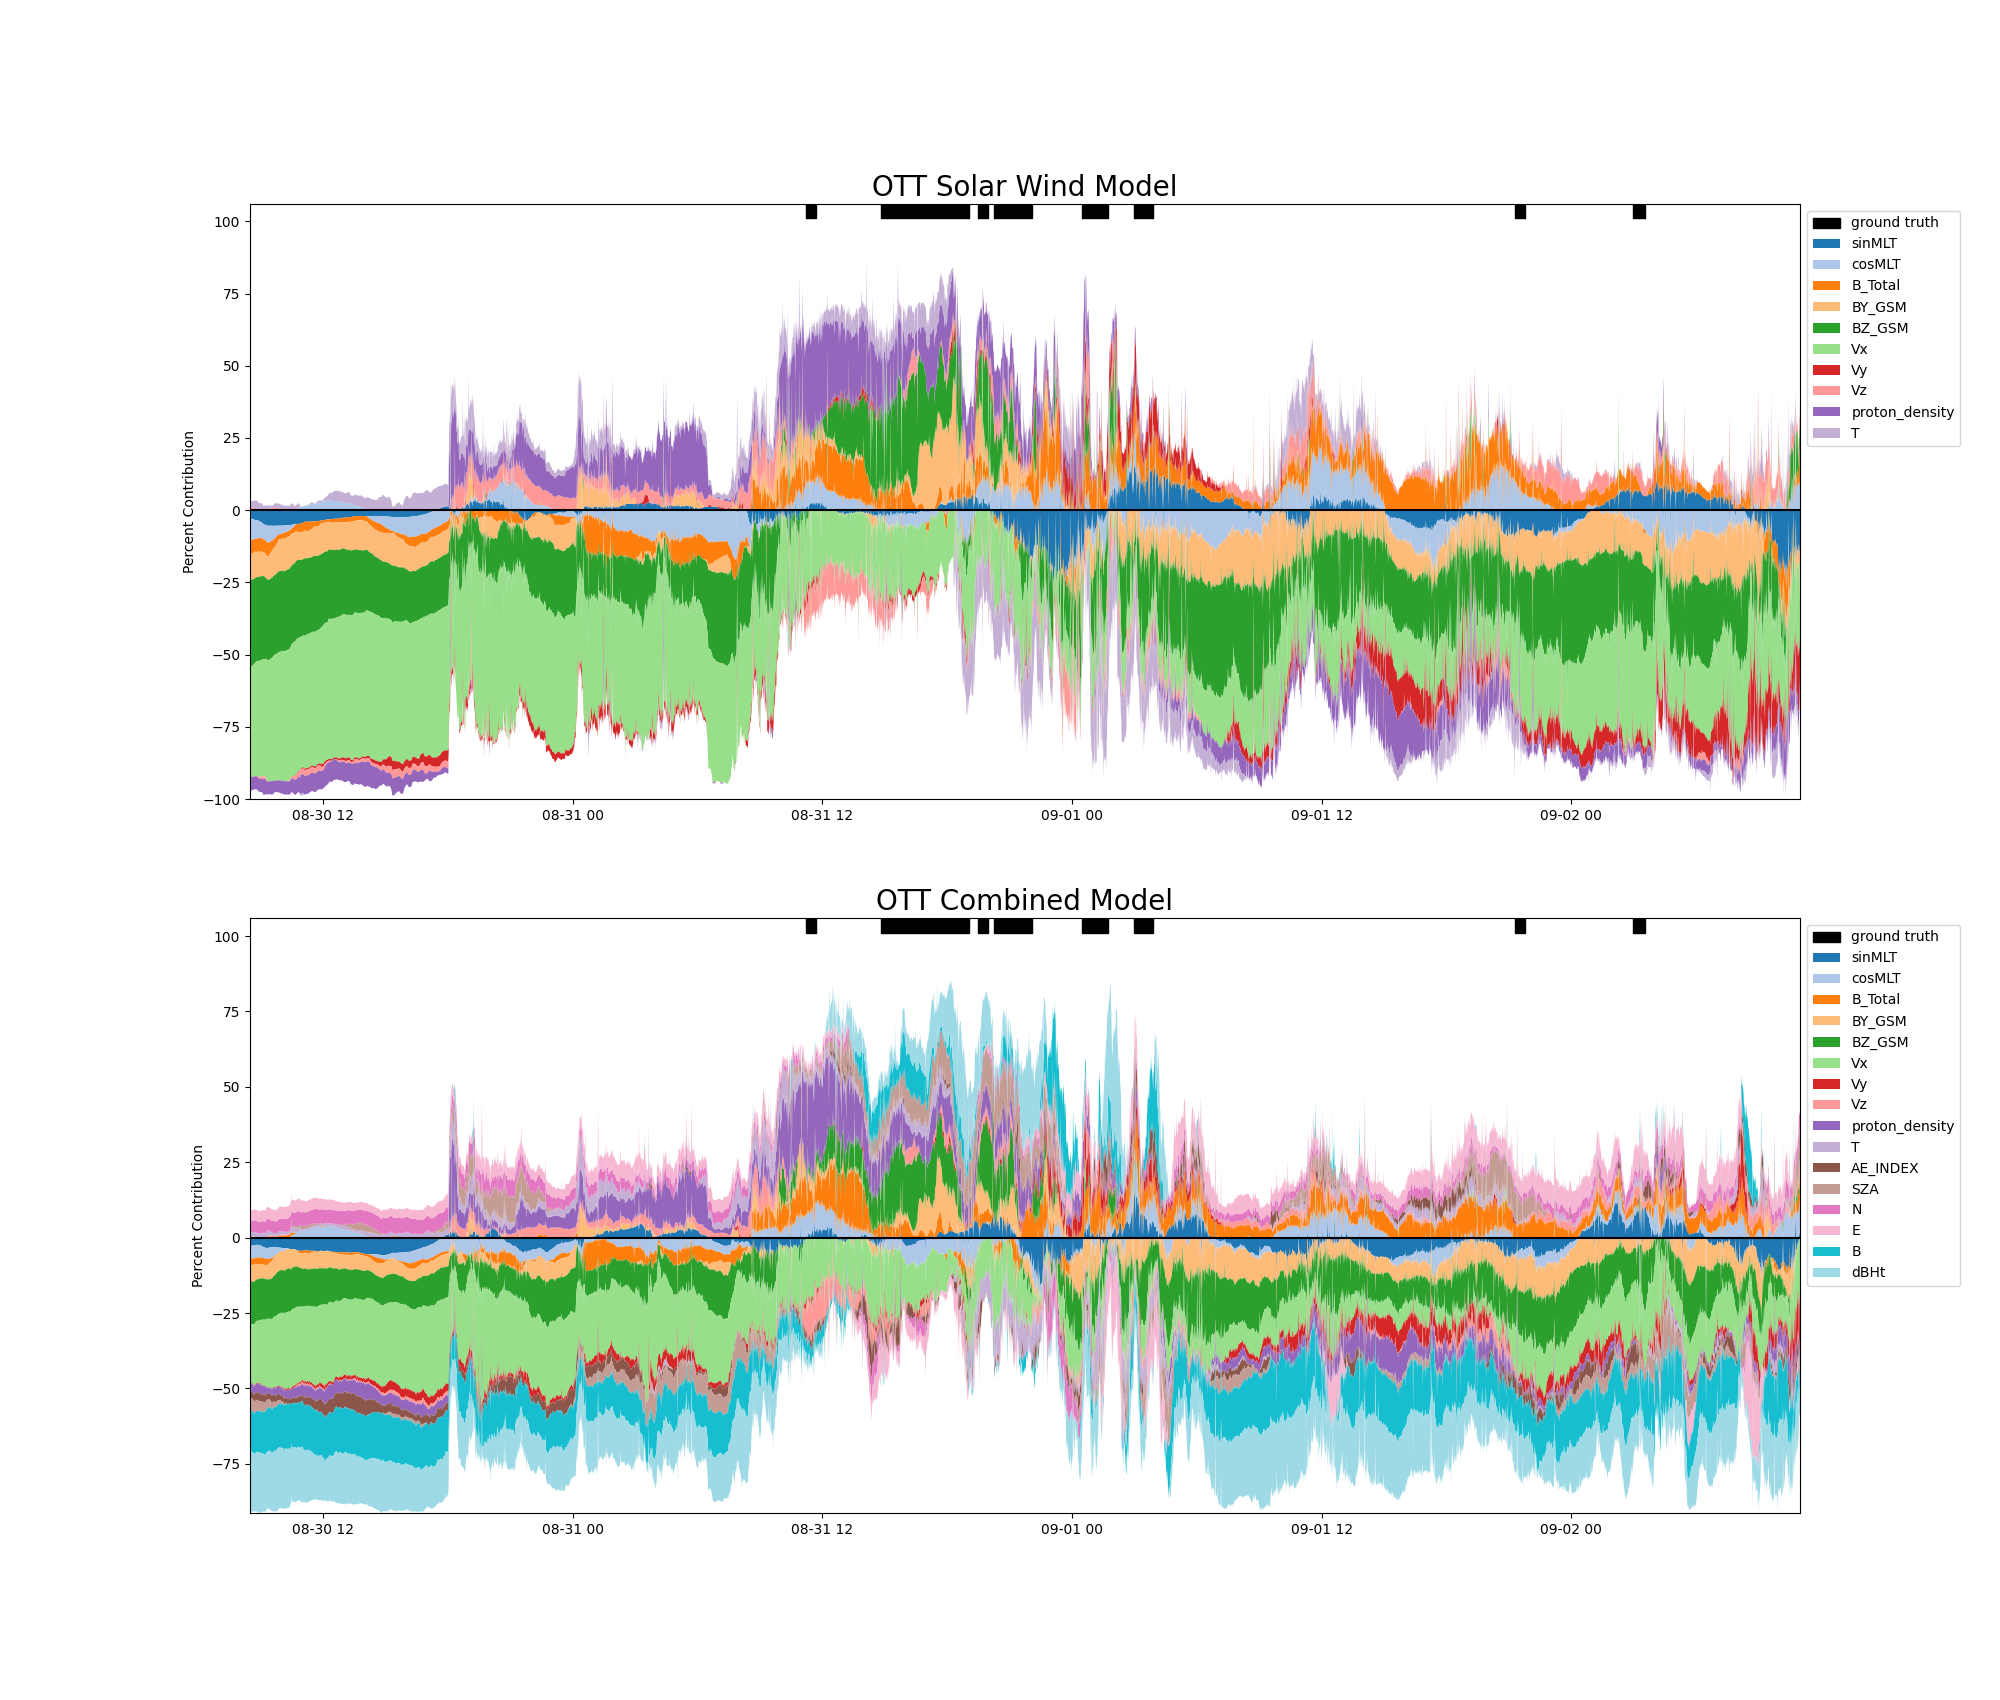 OTT Solar Wind Model
100
75
50
25
0
−25
−50
−75
−100
Percent Contribution
08-30 12
08-31 00
08-31 12
09-01 00
09-01 12
09-02 00
ground truth
sinMLT
cosMLT
B_Total
BY_GSM
BZ_GSM
Vx
Vy
Vz
proton_density
T
OTT Combined Model
100
75
50
25
0
−25
−50
−75
Percent Contribution
08-30 12
08-31 00
08-31 12
09-01 00
09-01 12
09-02 00
ground truth
sinMLT
cosMLT
B_Total
BY_GSM
BZ_GSM
Vx
Vy
Vz
proton_density
T
AE_INDEX
SZA
N
E
B
dBHt